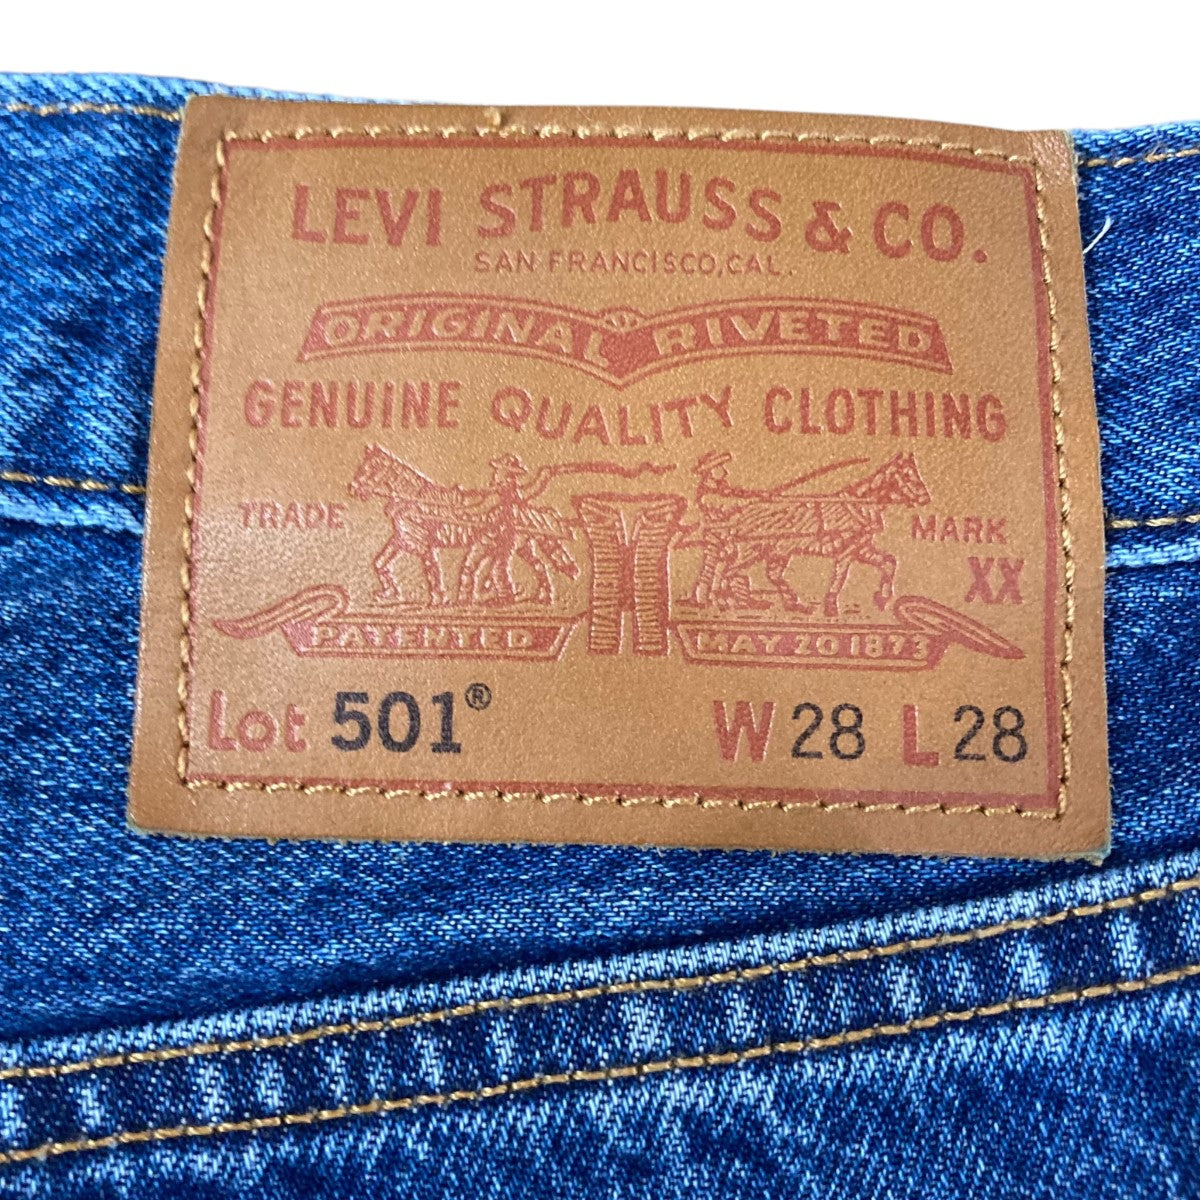 LEVI STRAUSS & CO.
SAN FRANCISCO, CAL.
ORIGINAL RIVETED
GENUINE QUALITY CLOTHING
TRADE MARK
XX
PATENTED MAY 20 1873
Lot 501® W 28 L 28